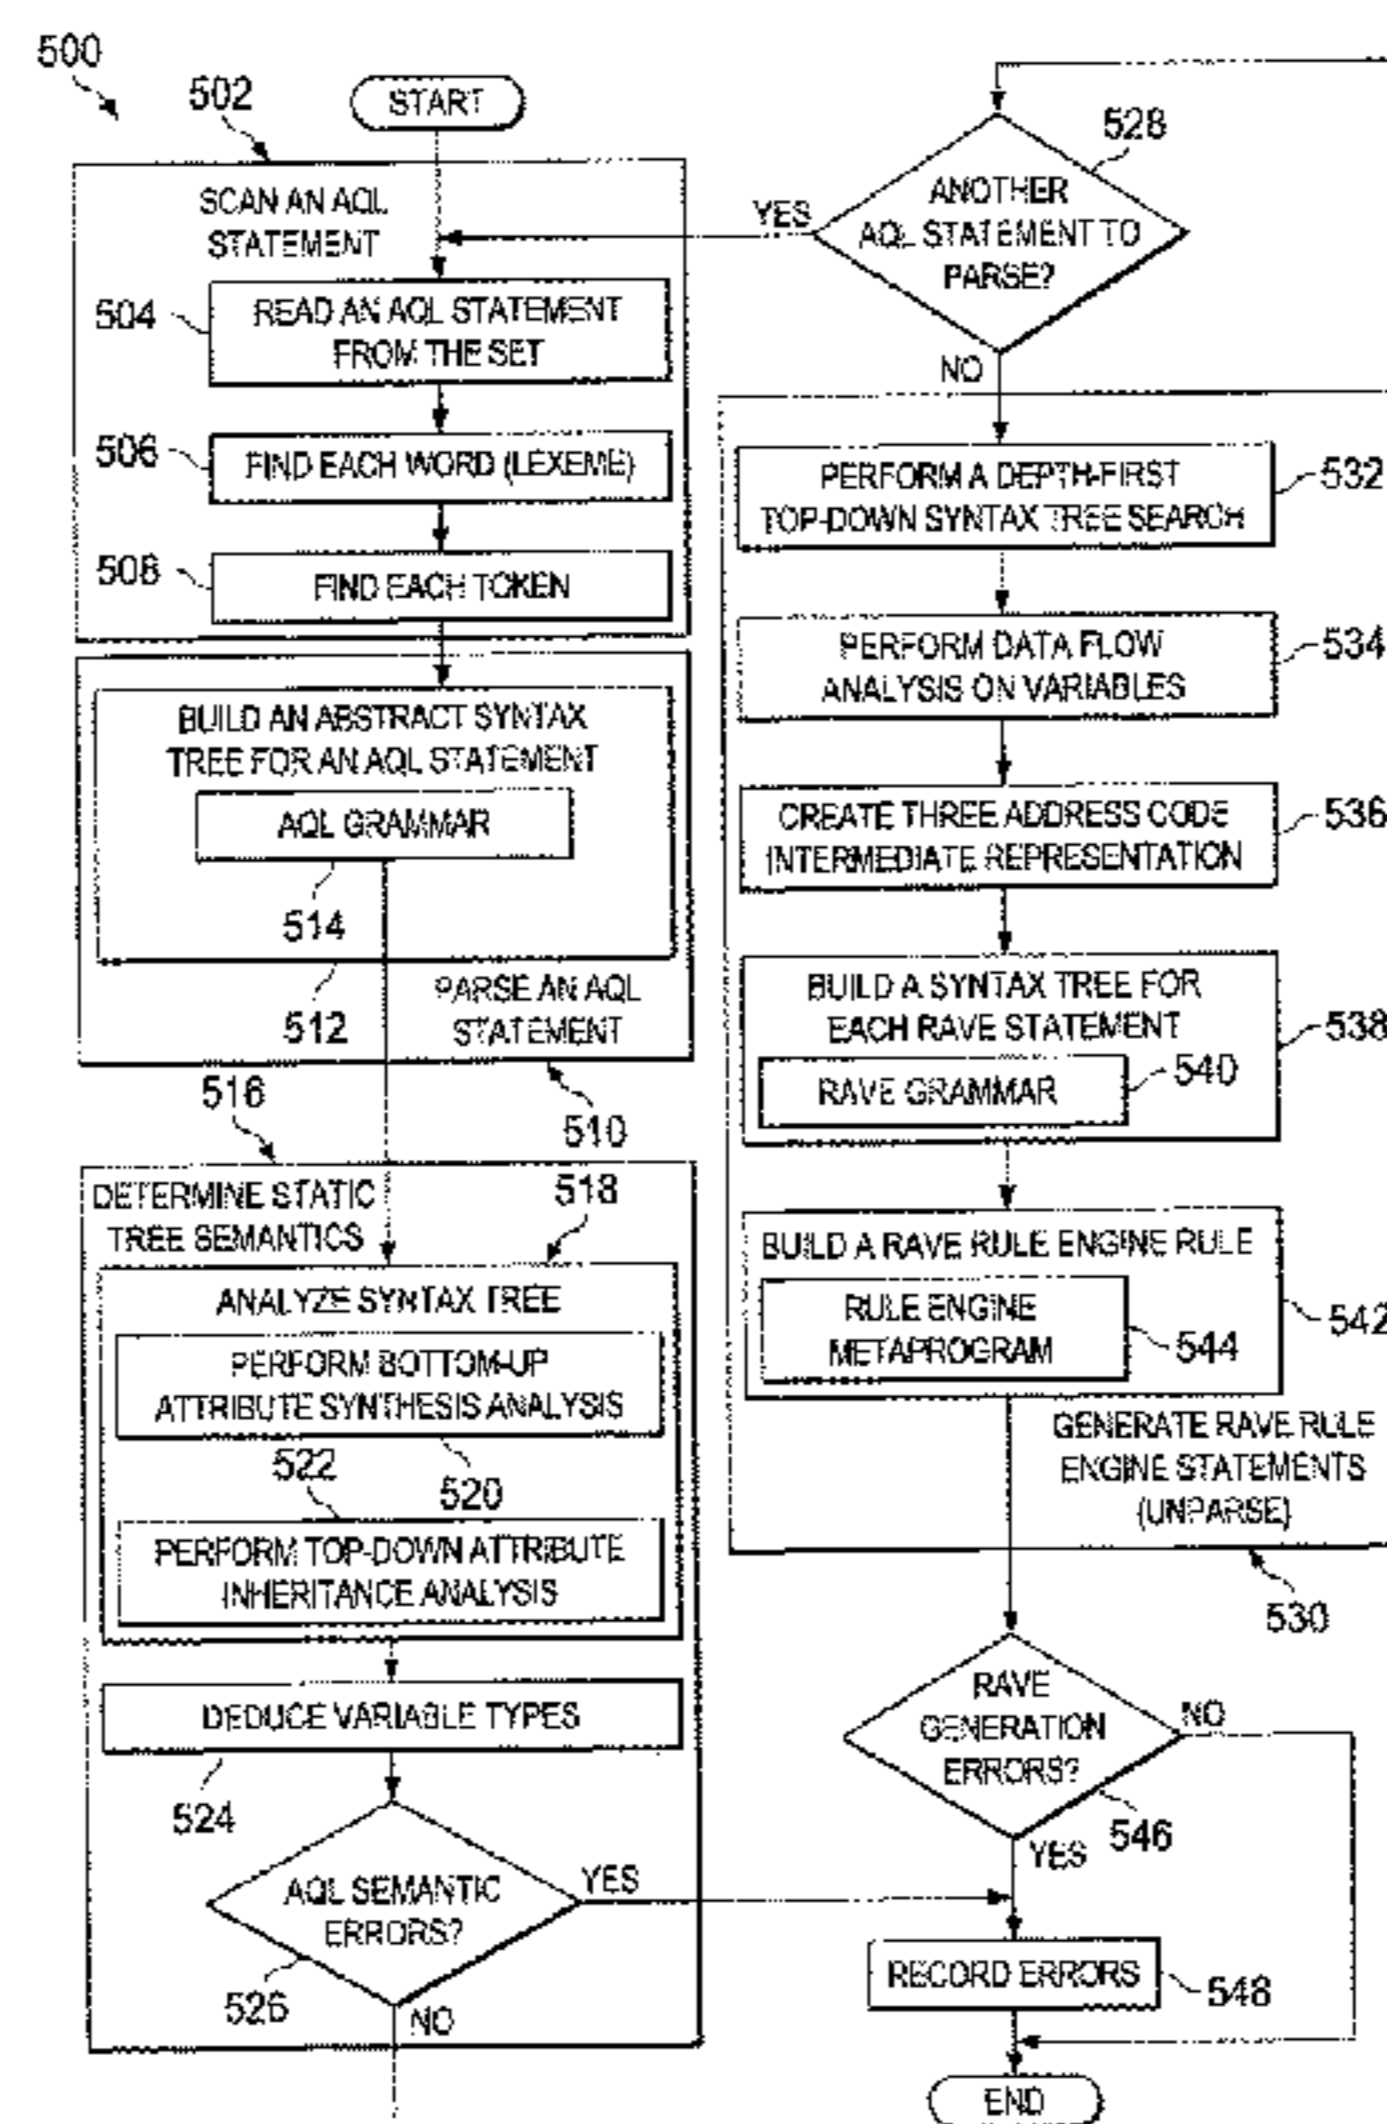 500
502
START
SCAN AN AQL
STATEMENT
504
READ AN AQL STATEMENT
FROM THE SET
506
FIND EACH WORD (LEXEME)
508
FIND EACH TOKEN
BUILD AN ABSTRACT SYNTAX
TREE FOR AN AQL STATEMENT
AQL GRAMMAR
514
512
PARSE AN AQL
STATEMENT
510
516
DETERMINE STATIC
TREE SEMANTICS
518
ANALYZE SYNTAX TREE
PERFORM BOTTOM-UP
ATTRIBUTE SYNTHESIS ANALYSIS
522
520
PERFORM TOP-DOWN ATTRIBUTE
INHERITANCE ANALYSIS
DEDUCE VARIABLE TYPES
524
AQL SEMANTIC
ERRORS?
YES
526
NO
528
ANOTHER
AQL STATEMENT TO
PARSE?
YES
NO
PERFORM A DEPTH-FIRST
TOP-DOWN SYNTAX TREE SEARCH
532
PERFORM DATA FLOW
ANALYSIS ON VARIABLES
534
CREATE THREE ADDRESS CODE
INTERMEDIATE REPRESENTATION
536
BUILD A SYNTAX TREE FOR
EACH RAVE STATEMENT
538
RAVE GRAMMAR
540
BUILD A RAVE RULE ENGINE RULE
RULE ENGINE
METAPROGRAM
544
542
GENERATE RAVE RULE
ENGINE STATEMENTS
(UNPARSE)
530
RAVE
GENERATION
ERRORS?
NO
546
YES
RECORD ERRORS
548
END